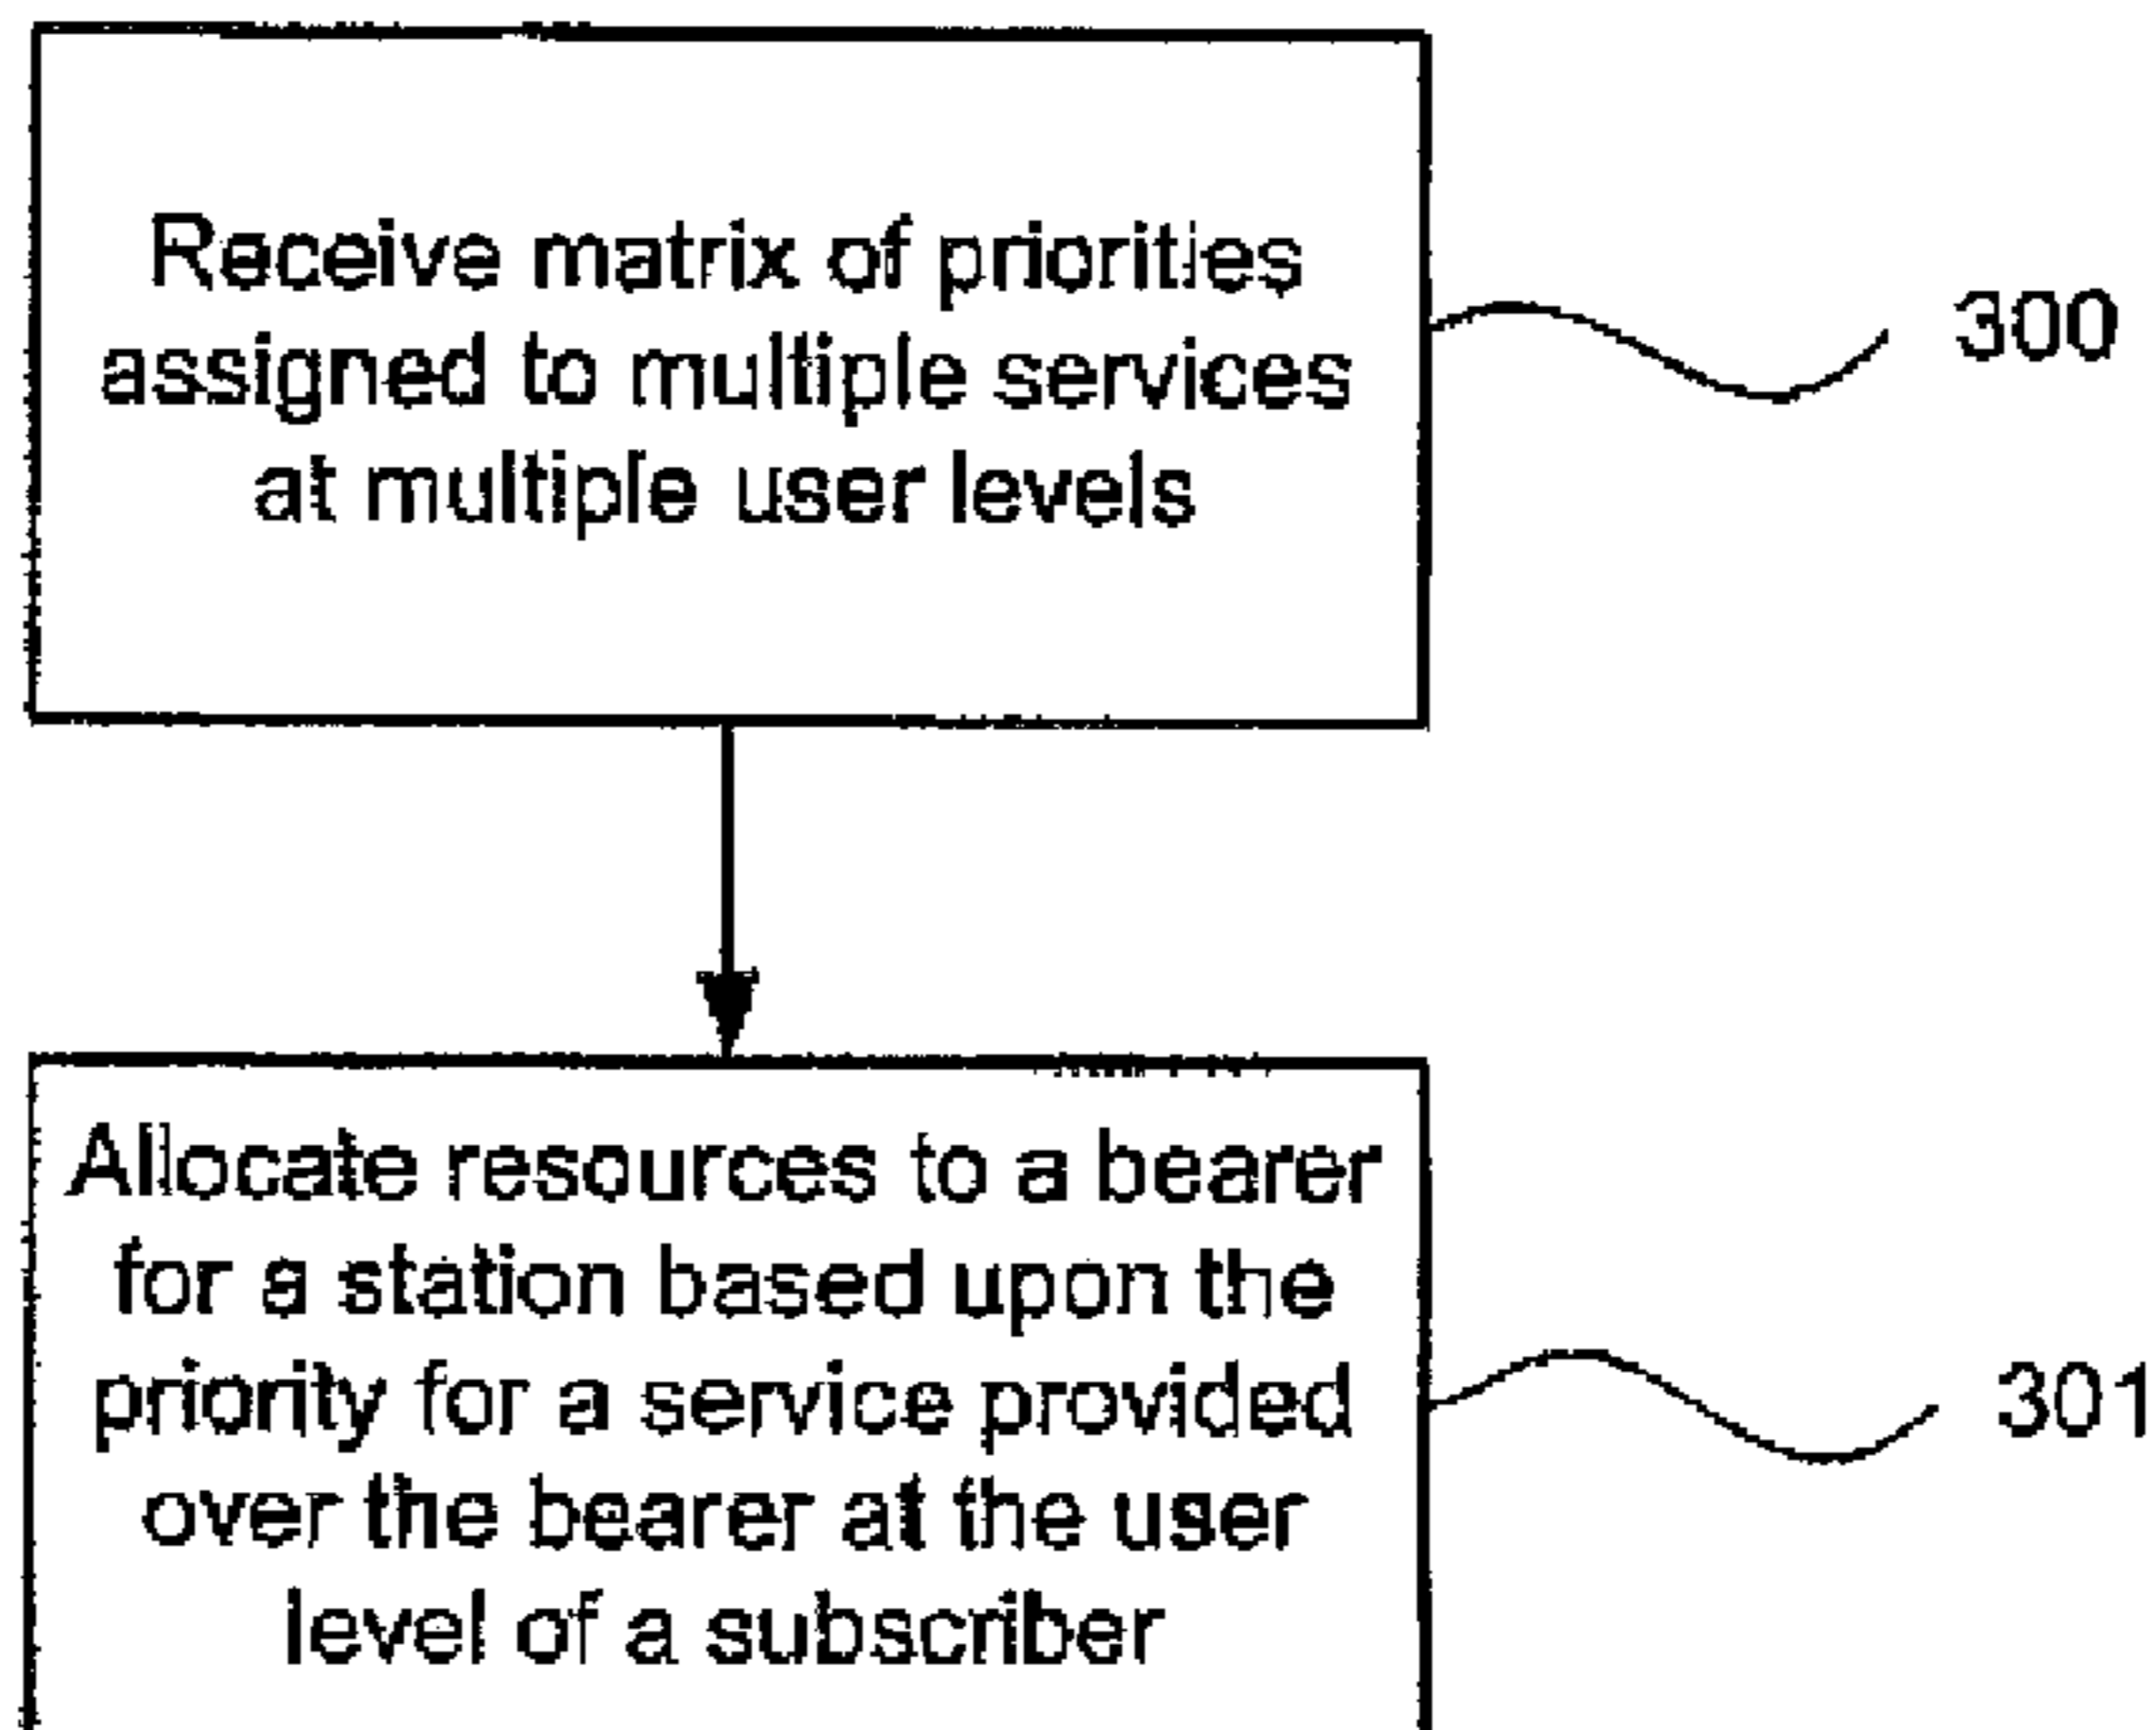 Receive matrix of priorities
assigned to multiple services
at multiple user levels
300
Allocate resources to a bearer
for a station based upon the
priority for a service provided
over the bearer at the user
level of a subscriber
301